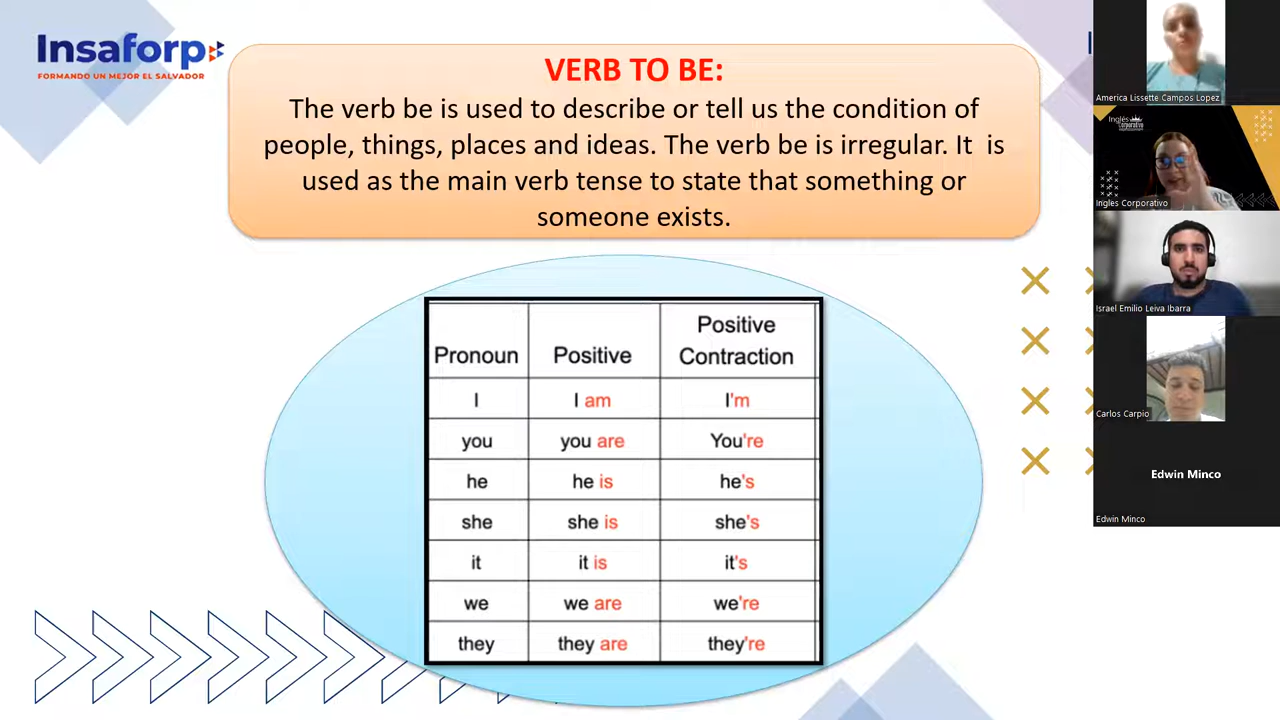 Insaforp
FORMANDO UN MEJOR EL SALVADOR
VERB TO BE:
The verb be is used to describe or tell us the condition of
people, things, places and ideas. The verb be is irregular. It  is
used as the main verb tense to state that something or
someone exists.
Pronoun Positive Positive Contraction
I I am I'm
you you are You're
he he is he's
she she is she's
it it is it's
we we are we're
they they are they're
America Lissette Campos Lopez
Inglés
Corporativo
Ingles Corporativo
Israel Emilio Leiva Ibarra
Carlos Carpio
Edwin Minco
Edwin Minco